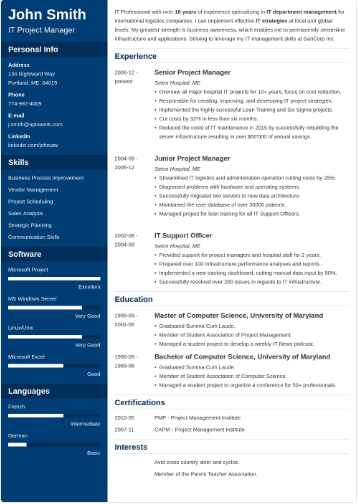 John Smith
IT Project Manager
Personal Info
Address
134 Rightward Way
Portland, ME, 04019
Phone
774-987-4009
E-mail
j.smith@uptowork.com
LinkedIn
linkedin.com/johnutw
Skills
Business Process Improvement
Vendor Management
Project Scheduling
Sales Analysis
Strategic Planning
Communication Skills
Software
Microsoft Project
Excellent
MS Windows Server
Very Good
Linux/Unix
Very Good
Microsoft Excel
Good
Languages
French
Intermediate
German
Basic
IT Professional with over 10 years of experience specializing in IT department management for
international logistics companies. I can implement effective IT strategies at local and global
levels. My greatest strength is business awareness, which enables me to permanently streamline
infrastructure and applications. Striving to leverage my IT management skills at SanCorp Inc.
Experience
2006-12 -
present
Senior Project Manager
Seton Hospital, ME
• Oversaw all major hospital IT projects for 10+ years, focus on cost reduction.
• Responsible for creating, improving, and developing IT project strategies.
• Implemented the highly successful Lean Training and Six Sigma projects.
• Cut costs by 32% in less than six months.
• Reduced the costs of IT maintenance in 2015 by successfully rebuilding the
server infrastructure resulting in over $50'000 of annual savings.
2004-09 -
2006-12
Junior Project Manager
Seton Hospital, ME
• Streamlined IT logistics and administration operation cutting costs by 25%.
• Diagnosed problems with hardware and operating systems.
• Successfully migrated two servers to new data architecture.
• Maintained the user database of over 30000 patients.
• Managed project for lean training for all IT Support Officers.
2002-08 -
2004-09
IT Support Officer
Seton Hospital, ME
• Provided support for project managers and hospital staff for 2 years.
• Prepared over 100 infrastructure performance analyses and reports.
• Implemented a new tracking dashboard, cutting manual data input by 80%.
• Successfully resolved over 200 issues in regards to IT infrastructure.
Education
1999-09 -
2001-05
Master of Computer Science, University of Maryland
• Graduated Summa Cum Laude.
• Member of Student Association of Project Management
• Managed a student project to develop a weekly IT News podcast.
1996-09 -
1999-06
Bachelor of Computer Science, University of Maryland
• Graduated Summa Cum Laude.
• Member of Student Association of Computer Science.
• Managed a student project to organize a conference for 50+ professionals.
Certifications
2010-05
PMP - Project Management Institute
2007-11
CAPM - Project Management Institute
Interests
Avid cross country skier and cyclist.
Member of the Parent Teacher Association.